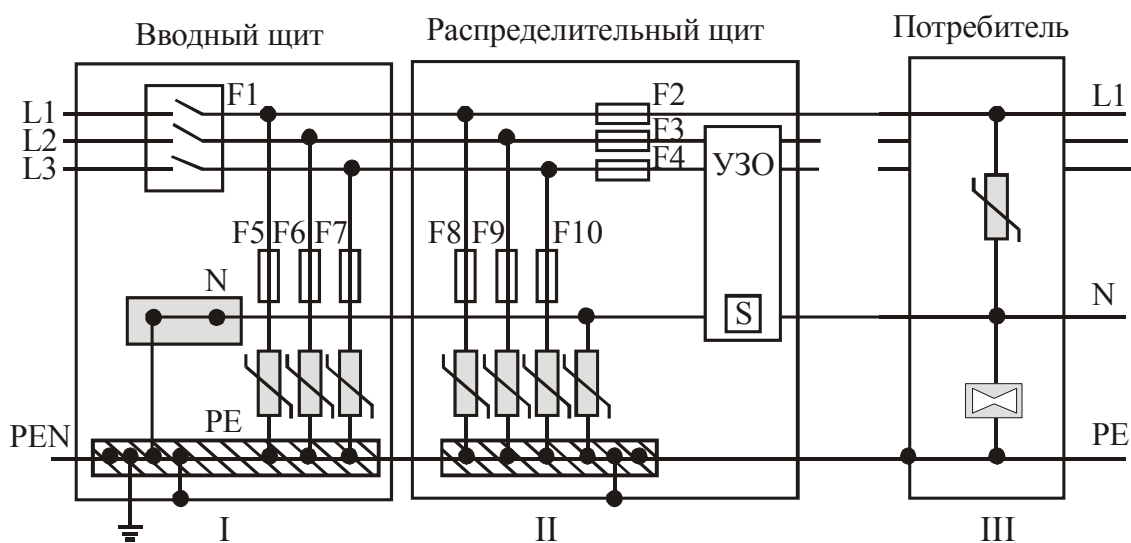 Вводный щит
Распределительный щит
Потребитель
L1
F1
F2
L1
L2
F3
L3
F4
УЗО
F5 F6 F7
F8 F9 F10
N
S
N
PEN
PE
PE
I
II
III